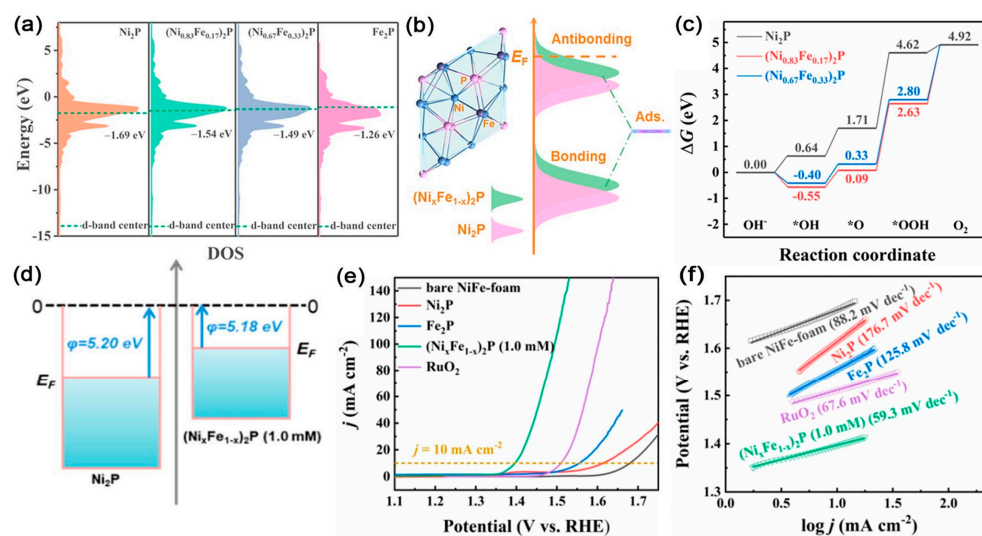 (a)
Ni₂P
(Ni₀.₈₃Fe₀.₁₇)₂P
(Ni₀.₆₇Fe₀.₃₃)₂P
Fe₂P
Energy (eV)
5
0
-5
-10
-15
−1.69 eV
−1.54 eV
−1.49 eV
−1.26 eV
d-band center
d-band center
d-band center
d-band center
DOS
(b)
Antibonding
E_F
P
Ni
Fe
Ads.
Bonding
(NiₓFe₁₋ₓ)₂P
Ni₂P
(c)
Ni₂P
(Ni₀.₈₃Fe₀.₁₇)₂P
(Ni₀.₆₇Fe₀.₃₃)₂P
4.62
4.92
2.80
2.63
1.71
0.64
0.33
0.09
0.00
-0.40
-0.55
ΔG (eV)
5
4
3
2
1
0
-1
-2
OH⁻
*OH
*O
*OOH
O₂
Reaction coordinate
(d)
0
0
φ=5.20 eV
φ=5.18 eV
E_F
E_F
(NiₓFe₁₋ₓ)₂P (1.0 mM)
Ni₂P
(e)
bare NiFe-foam
Ni₂P
Fe₂P
(NiₓFe₁₋ₓ)₂P (1.0 mM)
RuO₂
j = 10 mA cm⁻²
j (mA cm⁻²)
140
120
100
80
60
40
20
0
1.1
1.2
1.3
1.4
1.5
1.6
1.7
Potential (V vs. RHE)
(f)
bare NiFe-foam (88.2 mV dec⁻¹)
Ni₂P (176.7 mV dec⁻¹)
Fe₂P (125.8 mV dec⁻¹)
RuO₂ (67.6 mV dec⁻¹)
(NiₓFe₁₋ₓ)₂P (1.0 mM) (59.3 mV dec⁻¹)
Potential (V vs. RHE)
1.7
1.6
1.5
1.4
1.3
0.0
0.5
1.0
1.5
2.0
log j (mA cm⁻²)